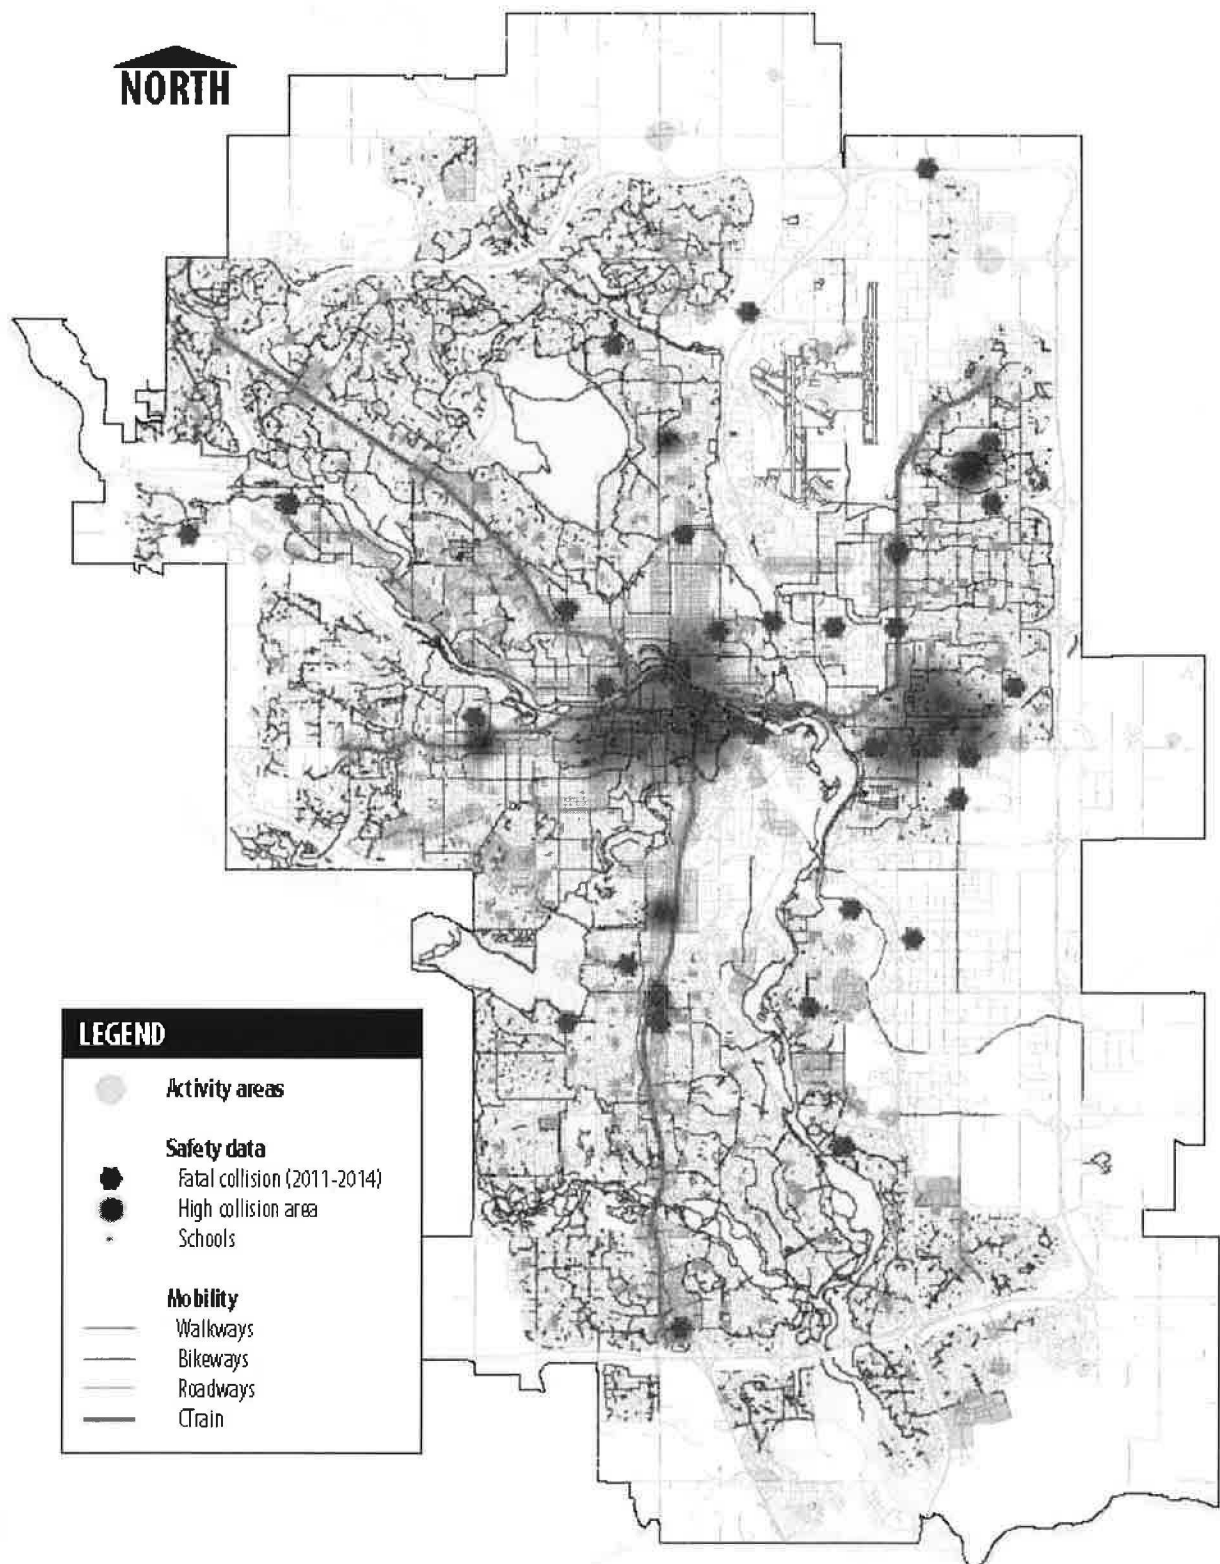 NORTH
LEGEND
Activity areas
Safety data
Fatal collision (2011-2014)
High collision area
Schools
Mobility
Walkways
Bikeways
Roadways
CTrain